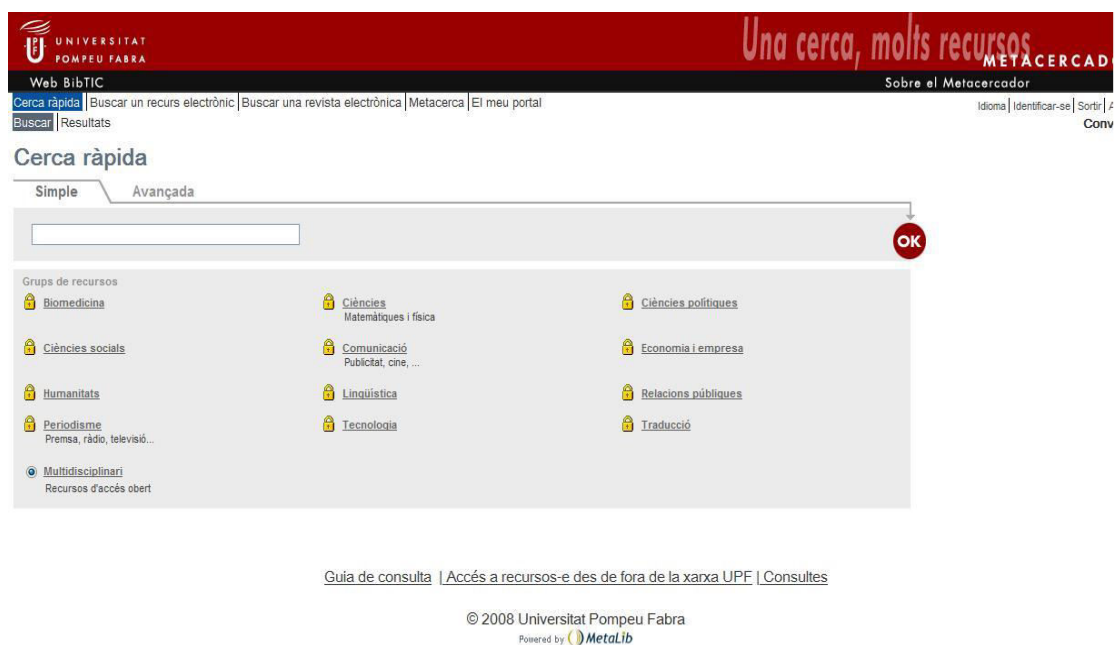 UNIVERSITAT
POMPEU FABRA
Una cerca, molts recursos
Web BibTIC
Sobre el Metacercador
Cerca ràpida | Buscar un recurs electrònic | Buscar una revista electrònica | Metacerca | El meu portal
Idioma | Identificar-se | Sortir |
Buscar | Resultats
Cerca ràpida
Simple Avançada
OK
Grups de recursos
Biomedicina
Ciències
Matemàtiques i física
Ciències polítiques
Ciències socials
Comunicació
Publicitat, cine, ...
Economia i empresa
Humanitats
Lingüística
Relacions públiques
Periodisme
Premsa, ràdio, televisió...
Tecnologia
Traducció
Multidisciplinari
Recursos d'accés obert
Guia de consulta | Accés a recursos-e des de fora de la xarxa UPF | Consultes
© 2008 Universitat Pompeu Fabra
Powered by MetaLib